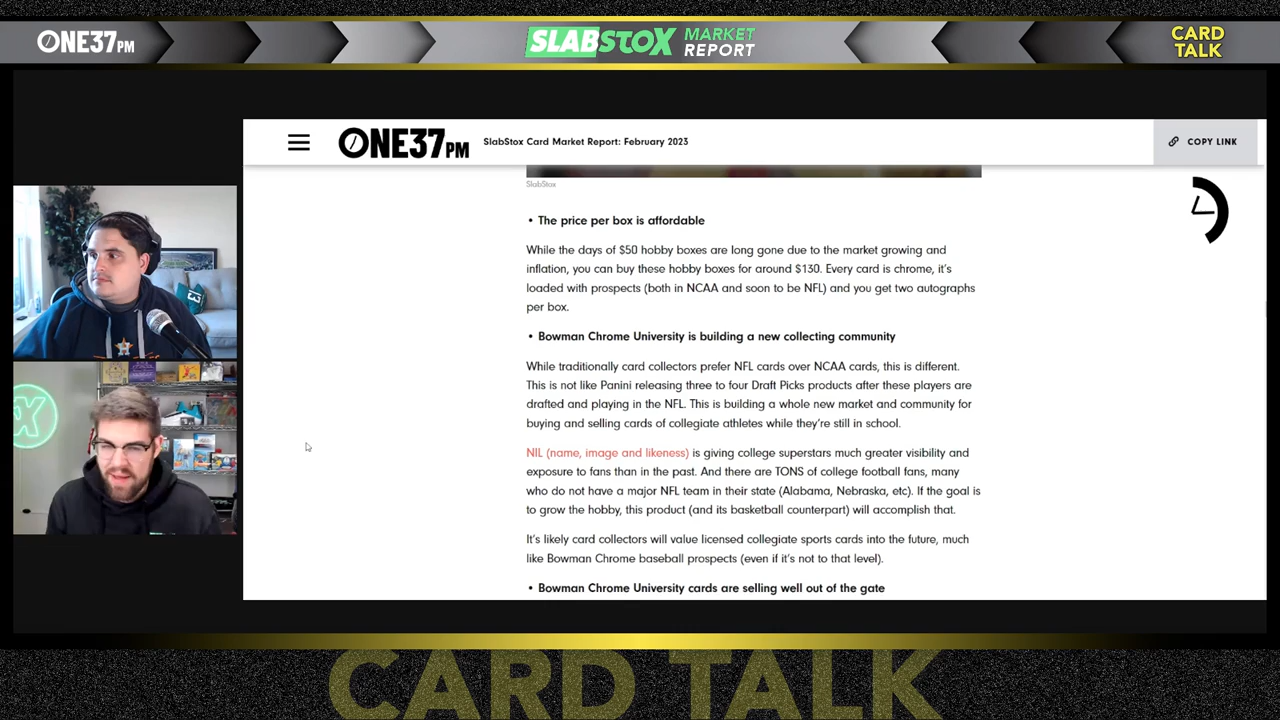 ONE37PM
SLABSTOX MARKET
REPORT
CARD
TALK
ONE37PM
SlabStox Card Market Report: February 2023
COPY LINK
SlabStox
• The price per box is affordable
While the days of $50 hobby boxes are long gone due to the market growing and
inflation, you can buy these hobby boxes for around $130. Every card is chrome, it's
loaded with prospects (both in NCAA and soon to be NFL) and you get two autographs
per box.
• Bowman Chrome University is building a new collecting community
While traditionally card collectors prefer NFL cards over NCAA cards, this is different.
This is not like Panini releasing three to four Draft Picks products after these players are
drafted and playing in the NFL. This is building a whole new market and community for
buying and selling cards of collegiate athletes while they're still in school.
NIL (name, image and likeness) is giving college superstars much greater visibility and
exposure to fans than in the past. And there are TONS of college football fans, many
who do not have a major NFL team in their state (Alabama, Nebraska, etc). If the goal is
to grow the hobby, this product (and its basketball counterpart) will accomplish that.
It's likely card collectors will value licensed collegiate sports cards into the future, much
like Bowman Chrome baseball prospects (even if it's not to that level).
• Bowman Chrome University cards are selling well out of the gate
CARD TALK